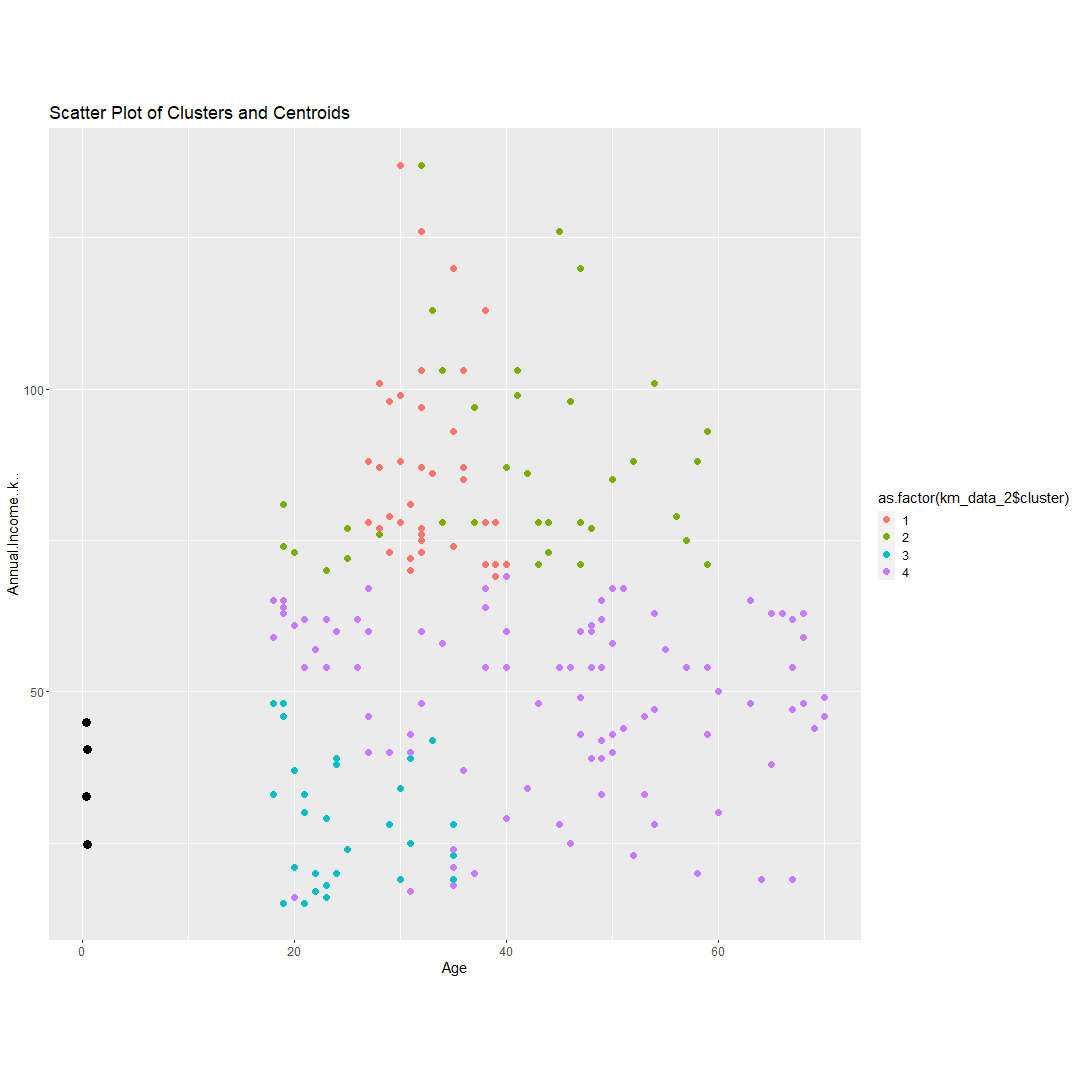 Scatter Plot of Clusters and Centroids
Annual.Income..k..
100
50
0
20
40
60
Age
as.factor(km_data_2$cluster)
1
2
3
4